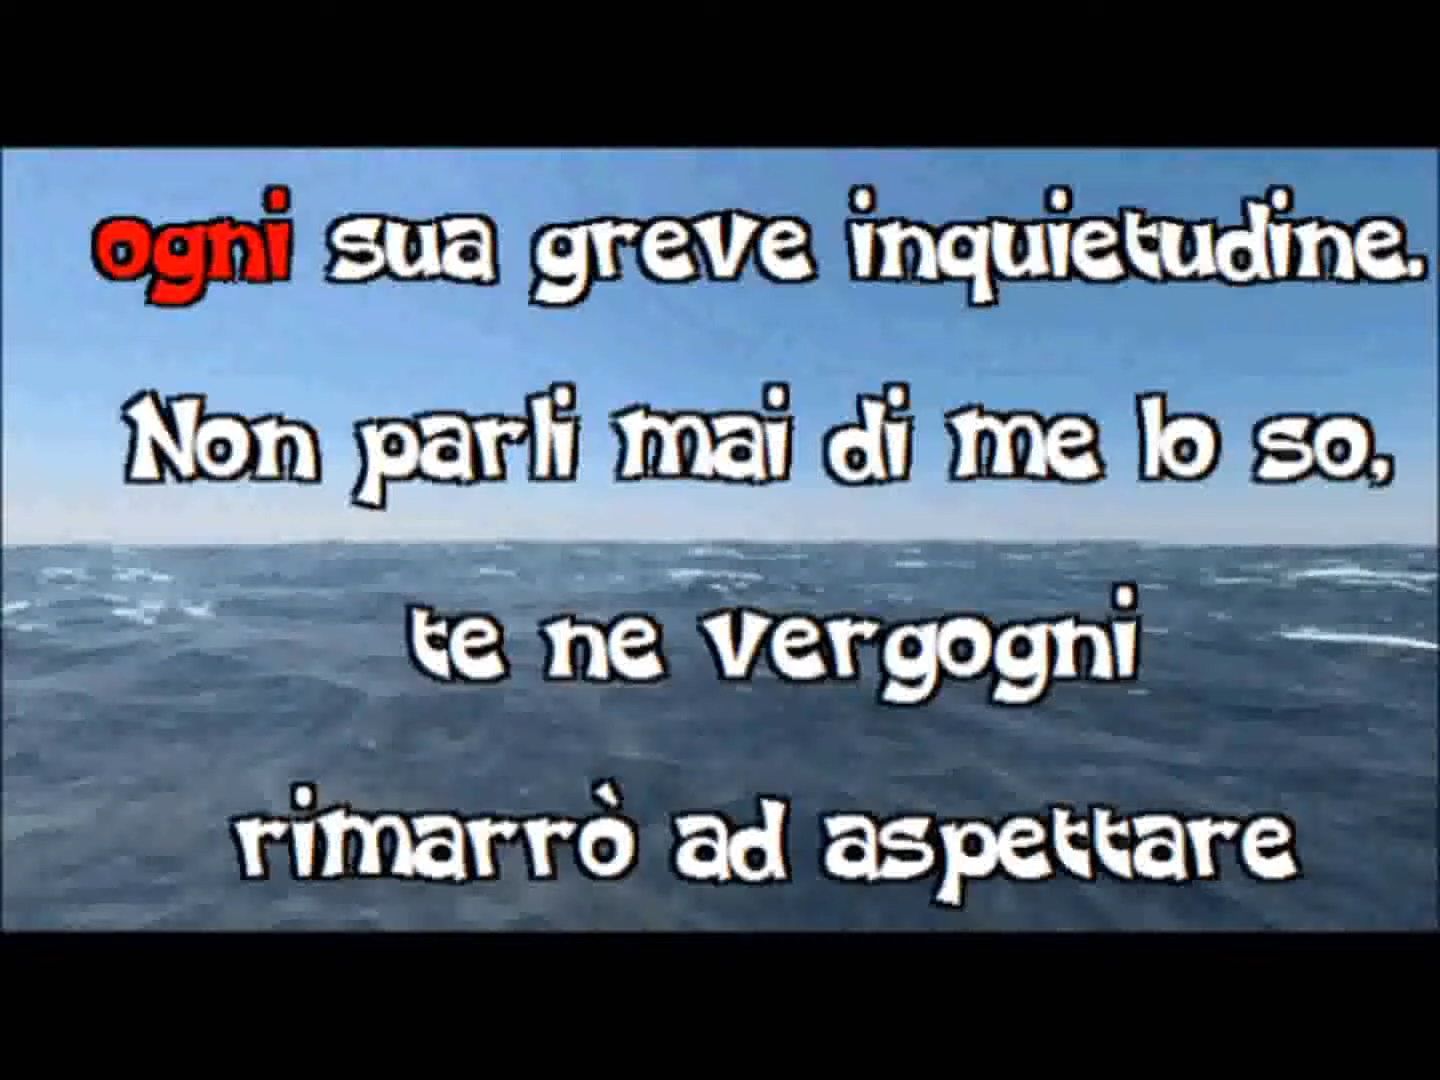 ogni sua greve inquietudine.
Non parli mai di me lo so,
te ne vergogni
rimarrò ad aspettare